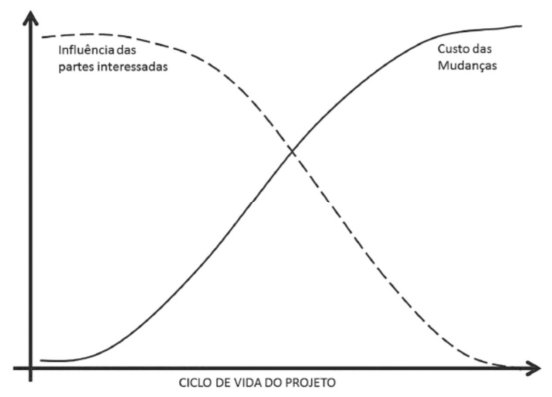 Influência das
partes interessadas
Custo das
Mudanças
CICLO DE VIDA DO PROJETO